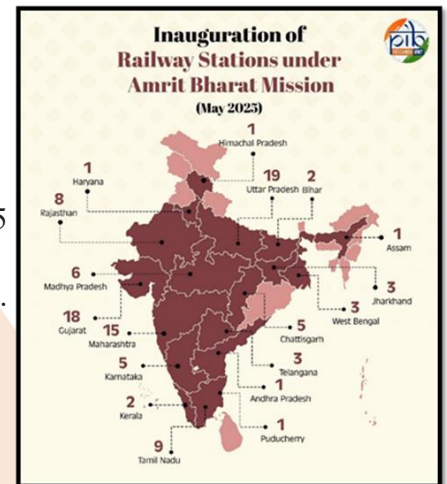 Inauguration of
Railway Stations under
Amrit Bharat Mission
(May 2025)
pib
1
Himachal Pradesh
1
Haryana
19
Uttar Pradesh
2
Bihar
8
Rajasthan
1
Assam
6
Madhya Pradesh
3
Jharkhand
3
West Bengal
18
Gujarat
15
Maharashtra
5
Chattisgarh
5
Karnataka
3
Telangana
1
Andhra Pradesh
2
Kerala
1
Puducherry
9
Tamil Nadu
5
.